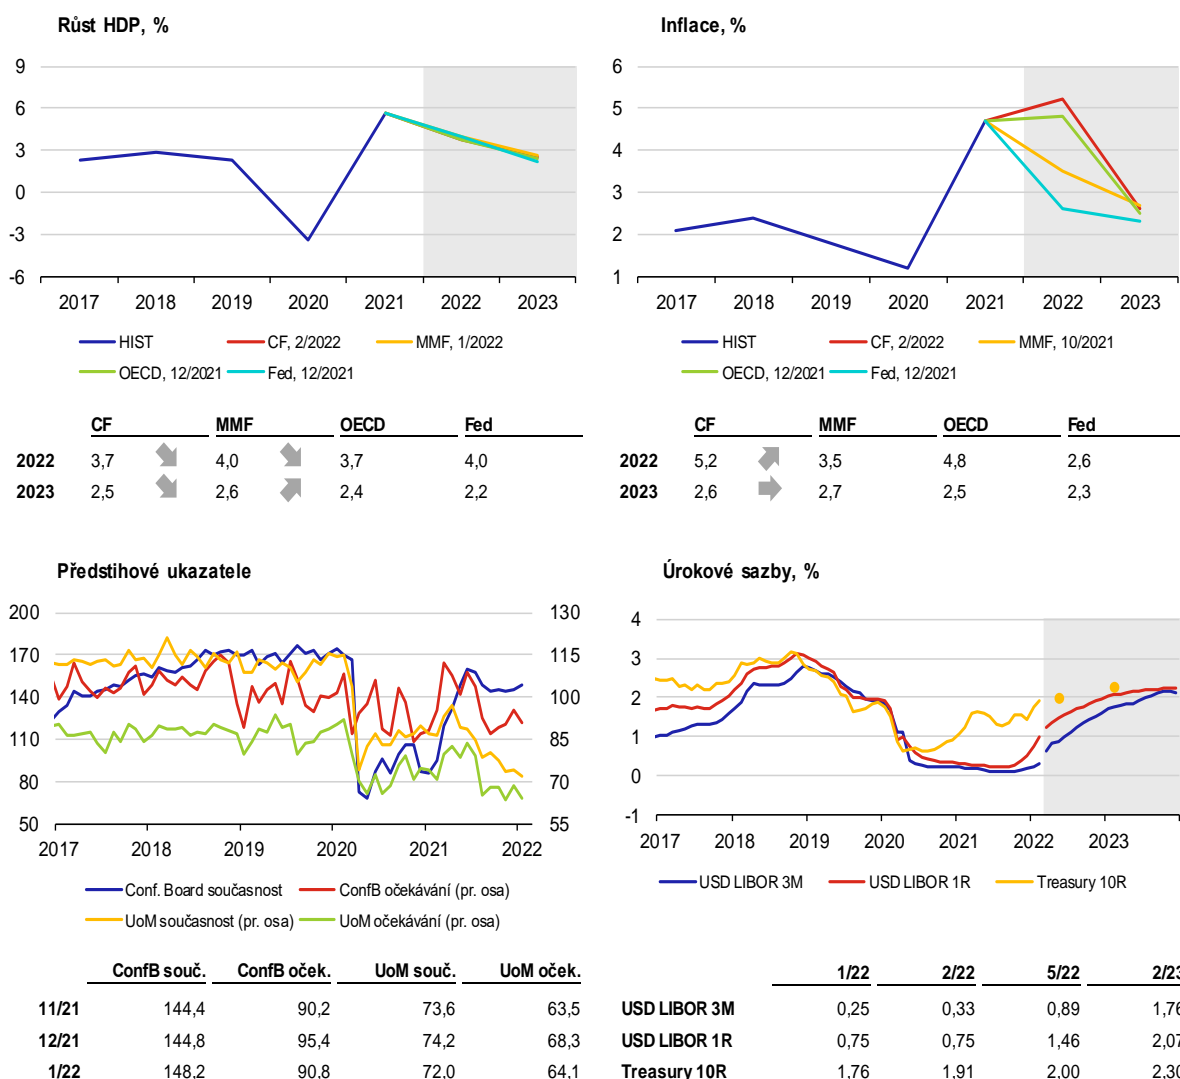 Růst HDP, %
9
6
3
0
-3
-6
2017 2018 2019 2020 2021 2022 2023
HIST CF, 2/2022 MMF, 1/2022
OECD, 12/2021 Fed, 12/2021
CF MMF OECD Fed
2022 3,7 4,0 3,7 4,0
2023 2,5 2,6 2,4 2,2
Inflace, %
6
5
4
3
2
1
2017 2018 2019 2020 2021 2022 2023
HIST CF, 2/2022 MMF, 10/2021
OECD, 12/2021 Fed, 12/2021
CF MMF OECD Fed
2022 5,2 3,5 4,8 2,6
2023 2,6 2,7 2,5 2,3
Předstihové ukazatele
200 130
170 115
140 100
110 85
80 70
50 55
2017 2018 2019 2020 2021 2022
Conf. Board současnost ConfB očekávání (pr. osa)
UoM současnost (pr. osa) UoM očekávání (pr. osa)
ConfB souč. ConfB oček. UoM souč. UoM oček.
11/21 144,4 90,2 73,6 63,5
12/21 144,8 95,4 74,2 68,3
1/22 148,2 90,8 72,0 64,1
Úrokové sazby, %
4
3
2
1
0
-1
2017 2018 2019 2020 2021 2022 2023
USD LIBOR 3M USD LIBOR 1R Treasury 10R
1/22 2/22 5/22 2/23
USD LIBOR 3M 0,25 0,33 0,89 1,76
USD LIBOR 1R 0,75 0,75 1,46 2,07
Treasury 10R 1,76 1,91 2,00 2,30